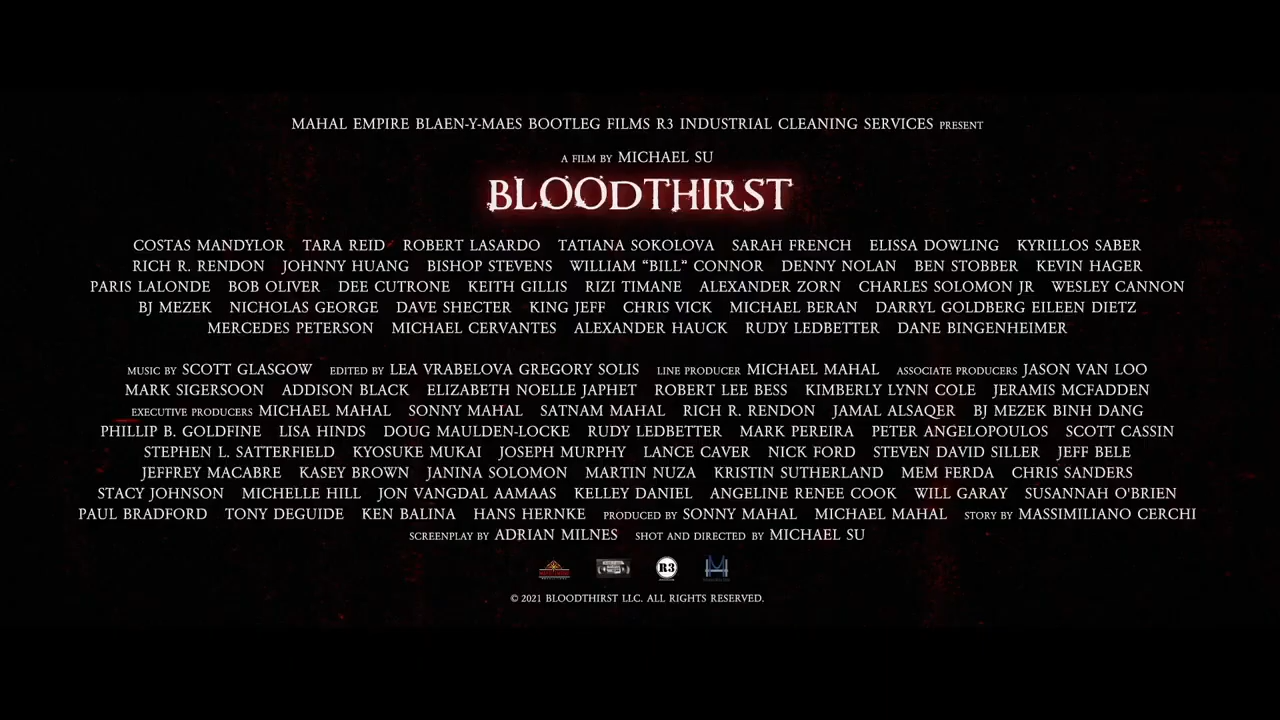 MAHAL EMPIRE BLAEN-Y-MAES BOOTLEG FILMS R3 INDUSTRIAL CLEANING SERVICES PRESENT
A FILM BY MICHAEL SU
BLOODTHIRST
COSTAS MANDYLOR TARA REID ROBERT LASARDO TATIANA SOKOLOVA SARAH FRENCH ELISSA DOWLING KYRILLOS SABER
RICH R. RENDON JOHNNY HUANG BISHOP STEVENS WILLIAM “BILL” CONNOR DENNY NOLAN BEN STOBBER KEVIN HAGER
PARIS LALONDE BOB OLIVER DEE CUTRONE KEITH GILLIS RIZI TIMANE ALEXANDER ZORN CHARLES SOLOMON JR WESLEY CANNON
BJ MEZEK NICHOLAS GEORGE DAVE SHECTER KING JEFF CHRIS VICK MICHAEL BERAN DARRYL GOLDBERG EILEEN DIETZ
MERCEDES PETERSON MICHAEL CERVANTES ALEXANDER HAUCK RUDY LEDBETTER DANE BINGENHEIMER
MUSIC BY SCOTT GLASGOW EDITED BY LEA VRABELOVA GREGORY SOLIS LINE PRODUCER MICHAEL MAHAL ASSOCIATE PRODUCERS JASON VAN LOO
MARK SIGERSOON ADDISON BLACK ELIZABETH NOELLE JAPHET ROBERT LEE BESS KIMBERLY LYNN COLE JERAMIS MCFADDEN
EXECUTIVE PRODUCERS MICHAEL MAHAL SONNY MAHAL SATNAM MAHAL RICH R. RENDON JAMAL ALSAQER BJ MEZEK BINH DANG
PHILLIP B. GOLDFINE LISA HINDS DOUG MAULDEN-LOCKE RUDY LEDBETTER MARK PEREIRA PETER ANGELOPOULOS SCOTT CASSIN
STEPHEN L. SATTERFIELD KYOSUKE MUKAI JOSEPH MURPHY LANCE CAVER NICK FORD STEVEN DAVID SILLER JEFF BELE
JEFFREY MACABRE KASEY BROWN JANINA SOLOMON MARTIN NUZA KRISTIN SUTHERLAND MEM FERDA CHRIS SANDERS
STACY JOHNSON MICHELLE HILL JON VANGDAL AAMAAS KELLEY DANIEL ANGELINE RENEE COOK WILL GARAY SUSANNAH O'BRIEN
PAUL BRADFORD TONY DEGUIDE KEN BALINA HANS HERNKE PRODUCED BY SONNY MAHAL MICHAEL MAHAL STORY BY MASSIMILIANO CERCHI
SCREENPLAY BY ADRIAN MILNES SHOT AND DIRECTED BY MICHAEL SU
R3
© 2021 BLOODTHIRST LLC. ALL RIGHTS RESERVED.